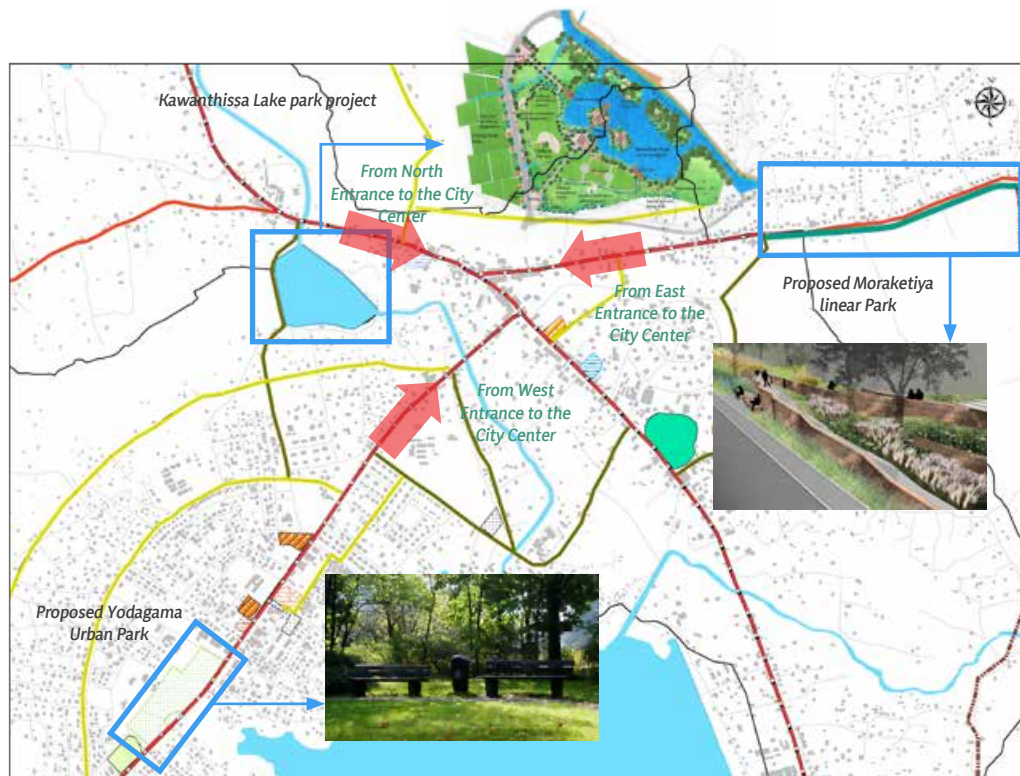 Kawanthissa Lake park project
From North
Entrance to the City
Center
W
E
Proposed Moraketiya
linear Park
From East
Entrance to the
City Center
From West
Entrance to the
City Center
Proposed Yodagama
Urban Park